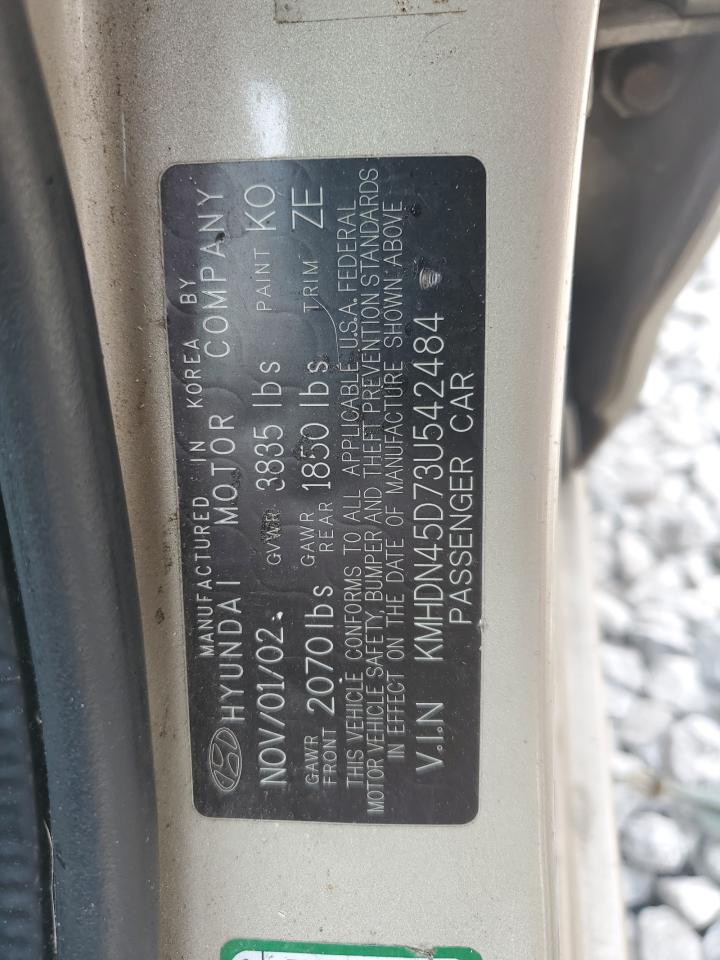 MANUFACTURED IN KOREA BY
HYUNDAI MOTOR COMPANY
NOV/01/02 GVWR 3835 lbs PAINT KO
GAWR FRONT 2070 lbs GAWR REAR 1850 lbs TRIM ZE
THIS VEHICLE CONFORMS TO ALL APPLICABLE U.S.A. FEDERAL
MOTOR VEHICLE SAFETY, BUMPER AND THEFT PREVENTION STANDARDS
IN EFFECT ON THE DATE OF MANUFACTURE SHOWN ABOVE
V.I.N KMHDN45D73U542484
PASSENGER CAR